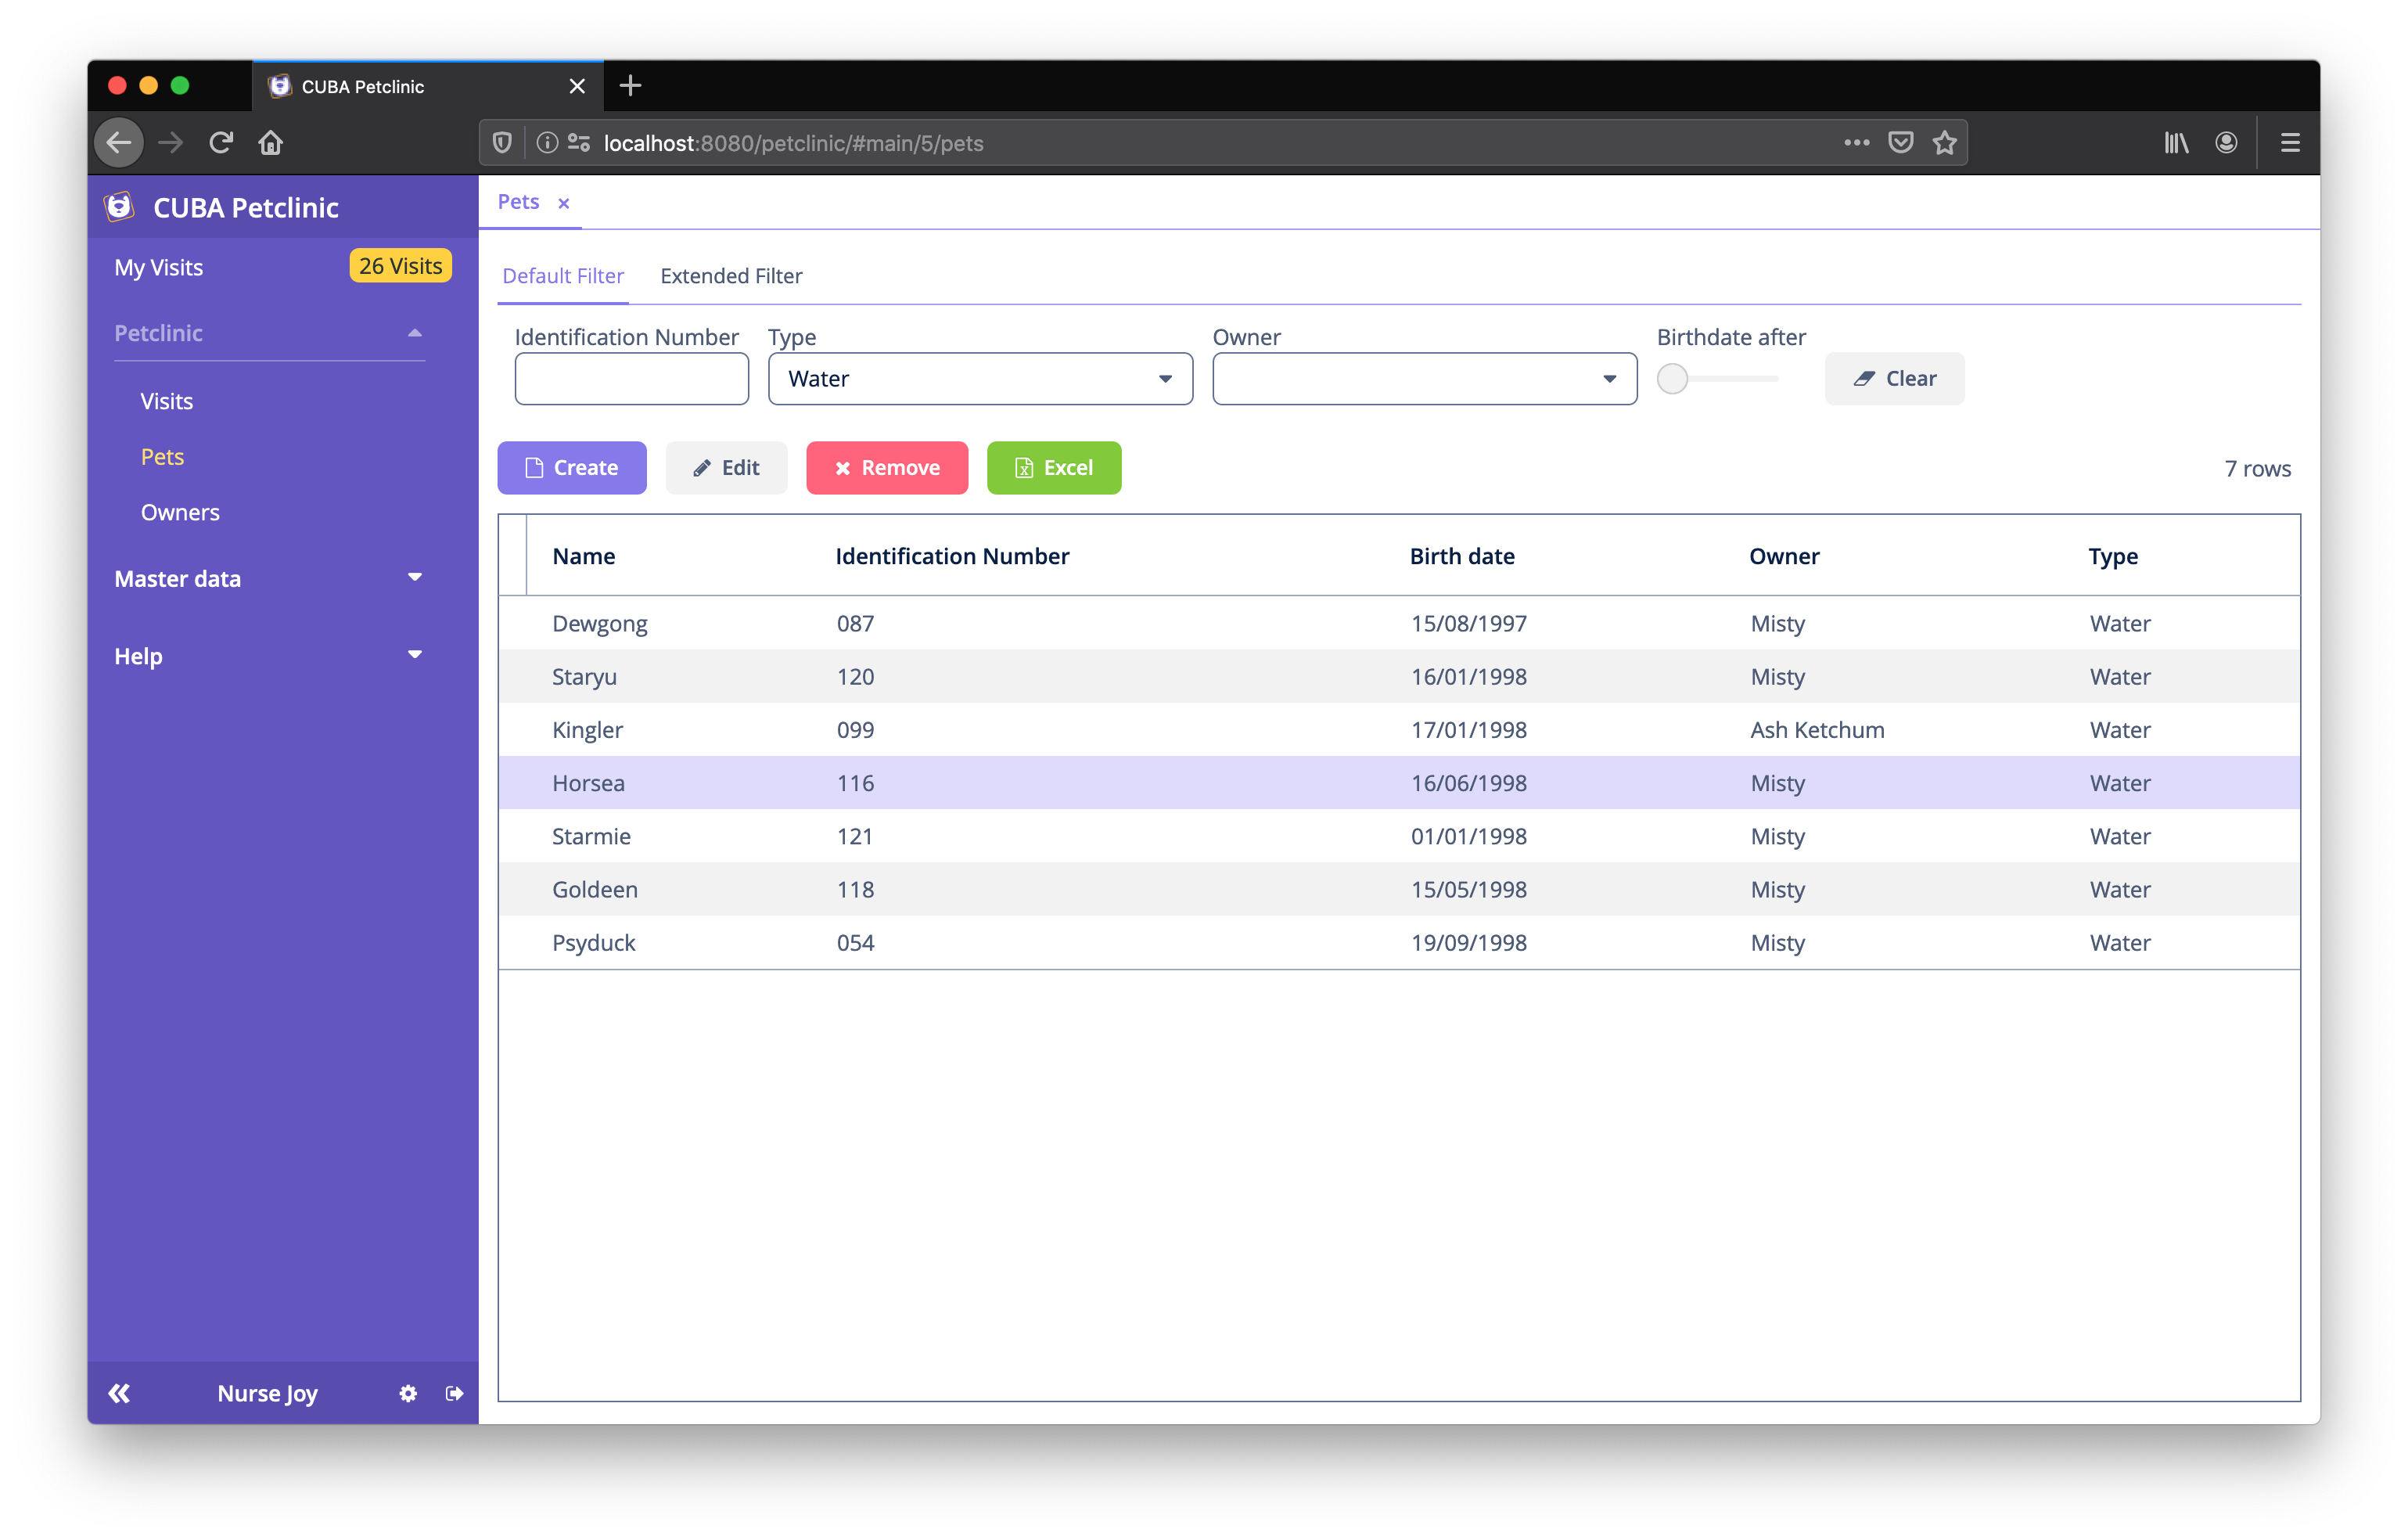 CUBA Petclinic
localhost:8080/petclinic/#main/5/pets
CUBA Petclinic
My Visits 26 Visits
Petclinic
Visits
Pets
Owners
Master data
Help
Nurse Joy
Pets
Default Filter Extended Filter
Identification Number Type Owner Birthdate after
Water Clear
Create Edit Remove Excel 7 rows
Name Identification Number Birth date Owner Type
Dewgong 087 15/08/1997 Misty Water
Staryu 120 16/01/1998 Misty Water
Kingler 099 17/01/1998 Ash Ketchum Water
Horsea 116 16/06/1998 Misty Water
Starmie 121 01/01/1998 Misty Water
Goldeen 118 15/05/1998 Misty Water
Psyduck 054 19/09/1998 Misty Water